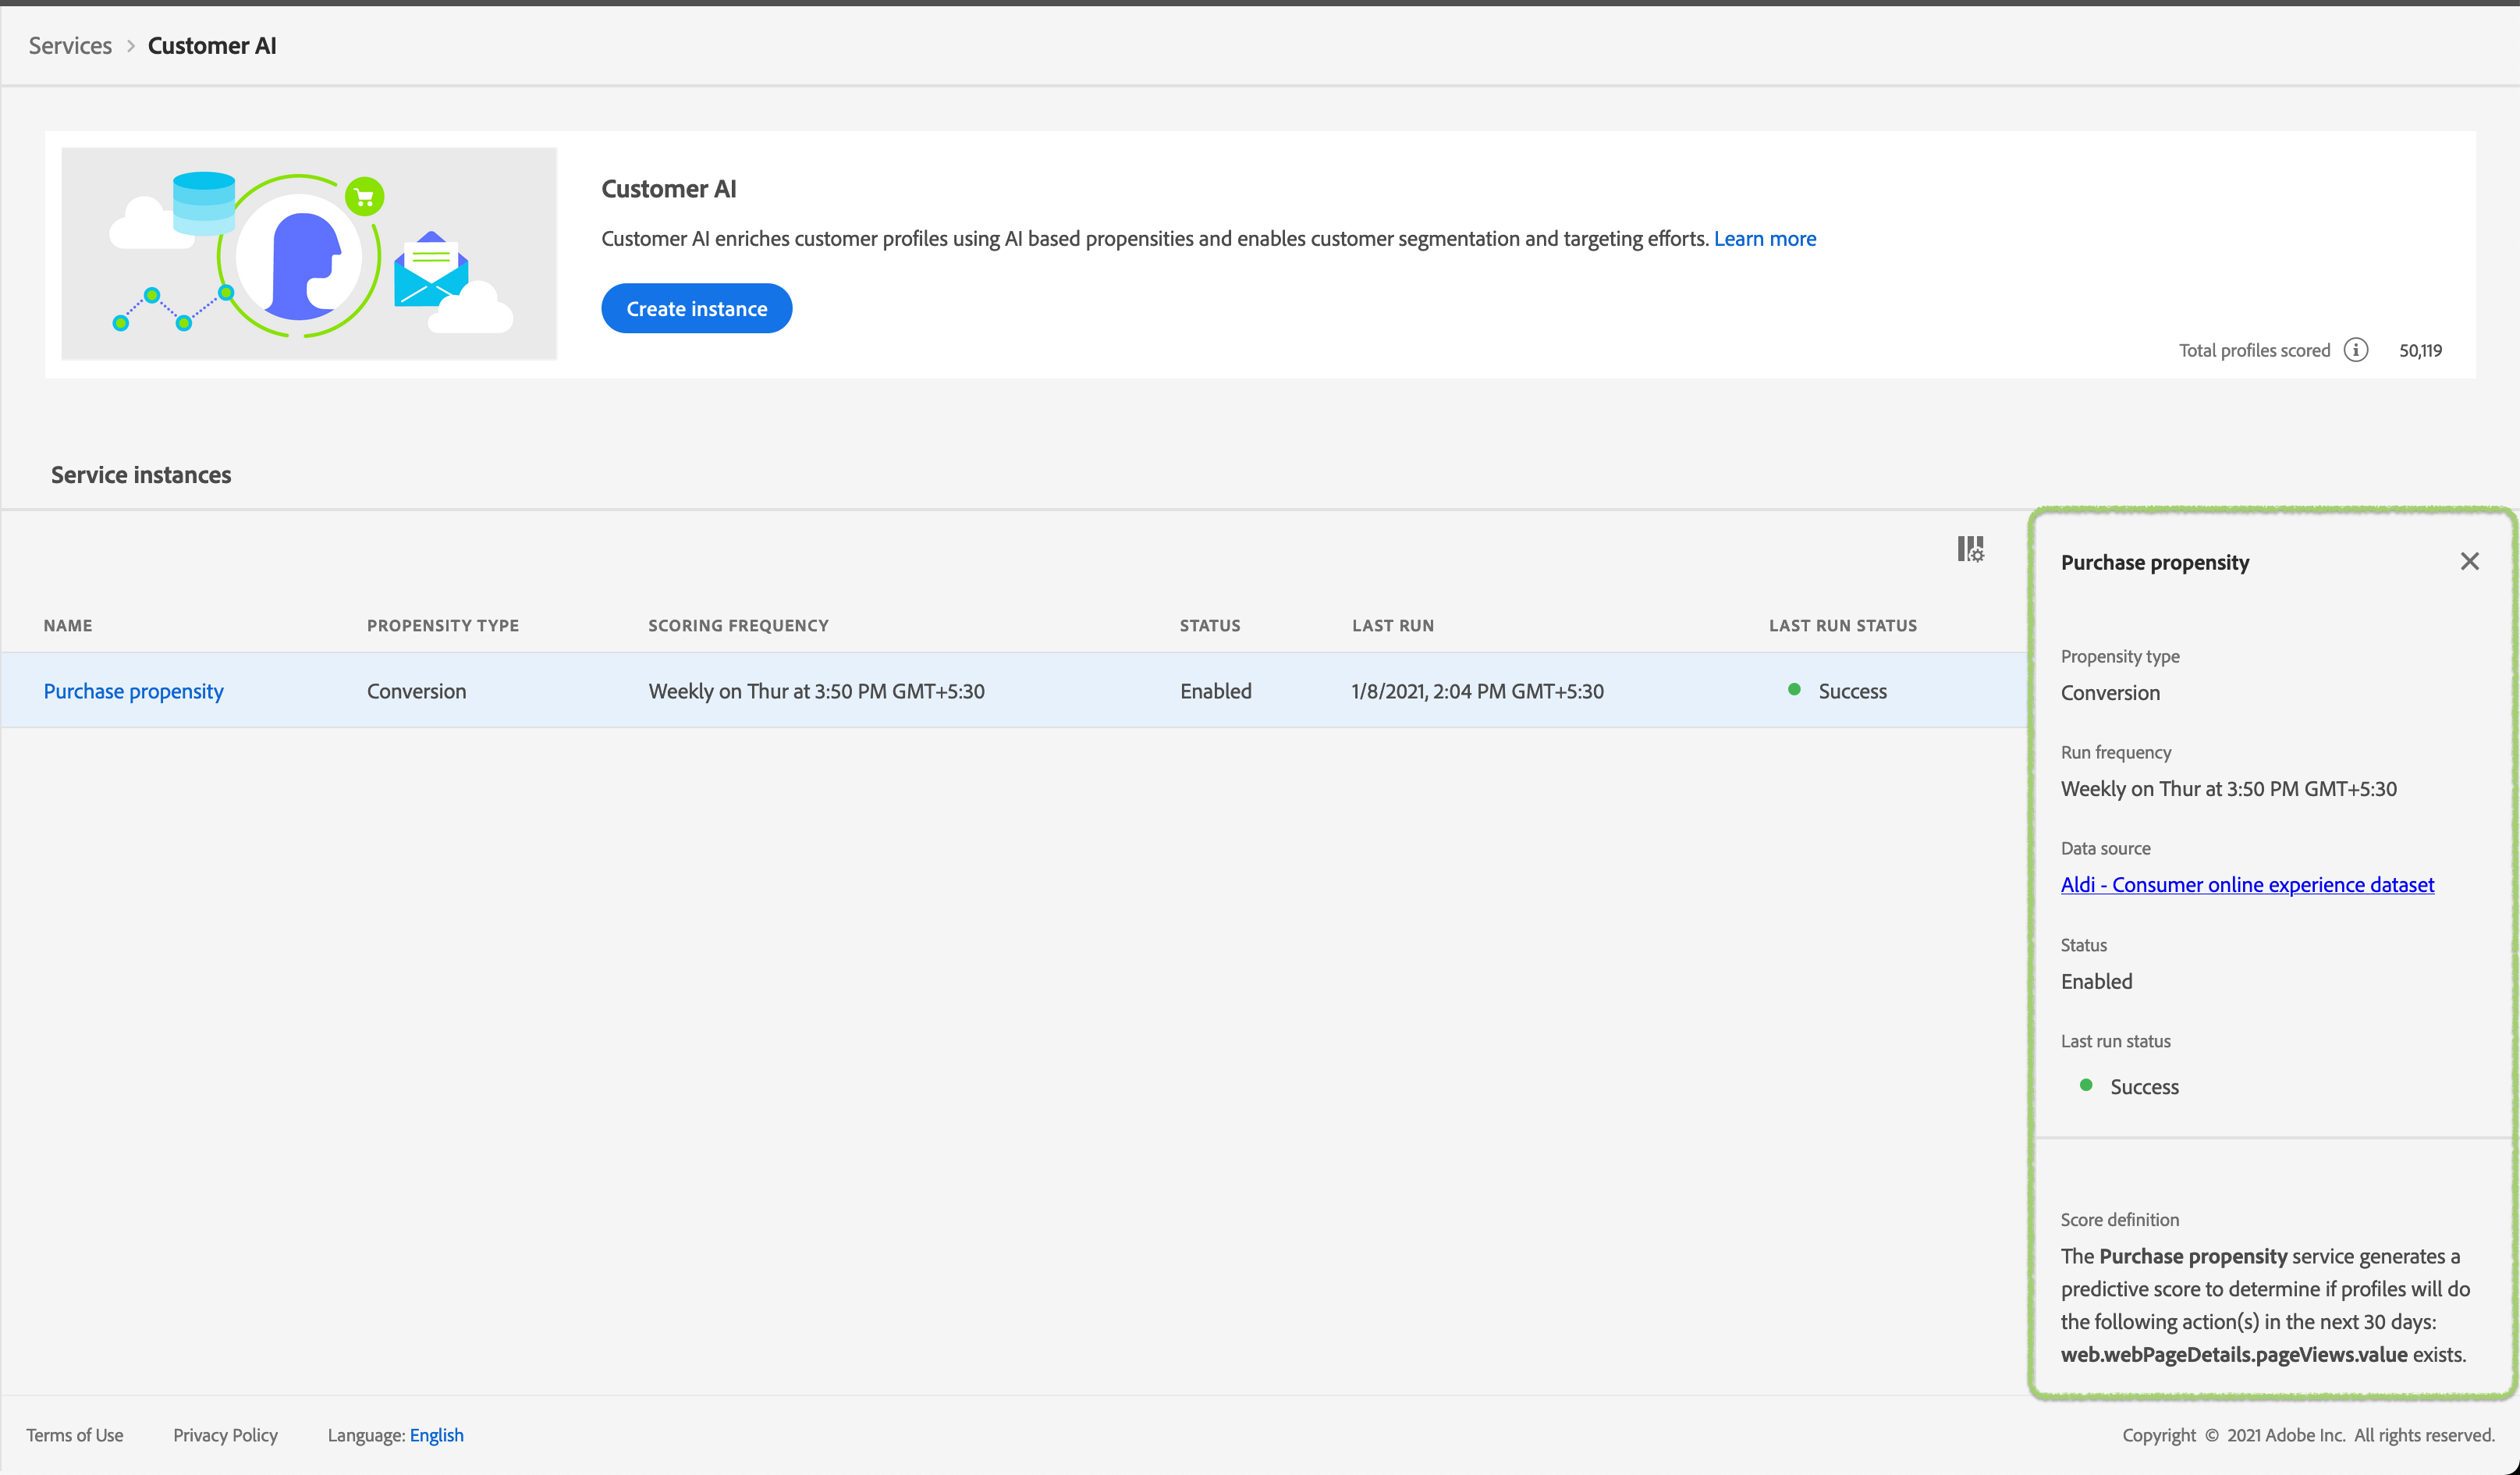 Services > Customer AI
Customer AI
Customer AI enriches customer profiles using AI based propensities and enables customer segmentation and targeting efforts. Learn more
Create instance
Total profiles scored 50,119
Service instances
NAME PROPENSITY TYPE SCORING FREQUENCY STATUS LAST RUN LAST RUN STATUS
Purchase propensity Conversion Weekly on Thur at 3:50 PM GMT+5:30 Enabled 1/8/2021, 2:04 PM GMT+5:30 Success
Purchase propensity
Propensity type
Conversion
Run frequency
Weekly on Thur at 3:50 PM GMT+5:30
Data source
Aldi - Consumer online experience dataset
Status
Enabled
Last run status
Success
Score definition
The Purchase propensity service generates a
predictive score to determine if profiles will do
the following action(s) in the next 30 days:
web.webPageDetails.pageViews.value exists.
Terms of Use Privacy Policy Language: English Copyright © 2021 Adobe Inc. All rights reserved.